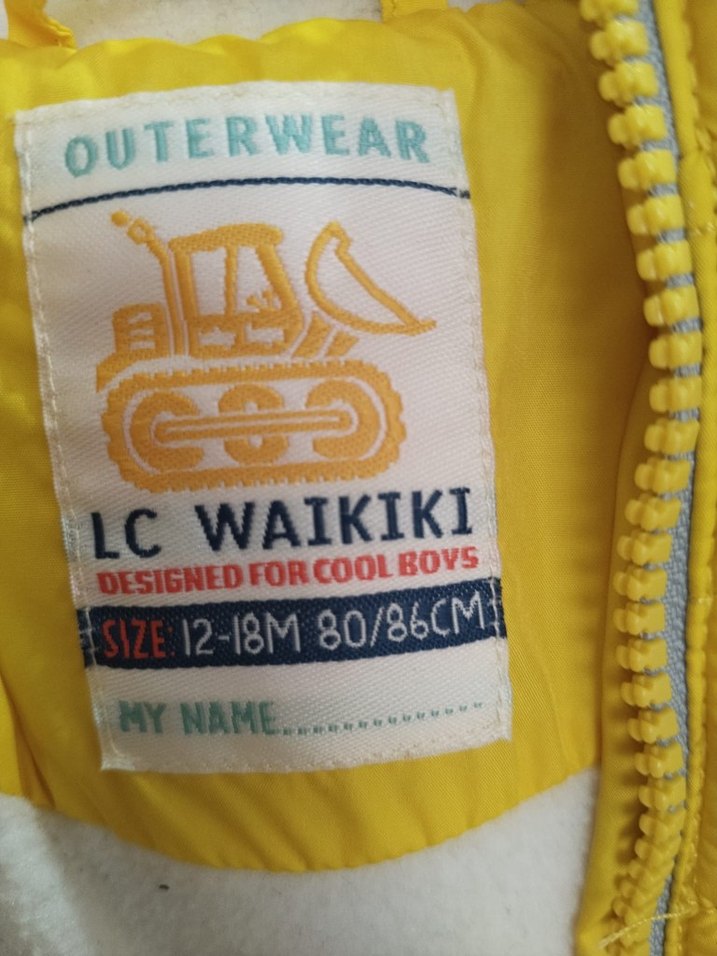 OUTERWEAR
LC WAIKIKI
DESIGNED FOR COOL BOYS
SIZE: 12-18M 80/86CM
MY NAME...............